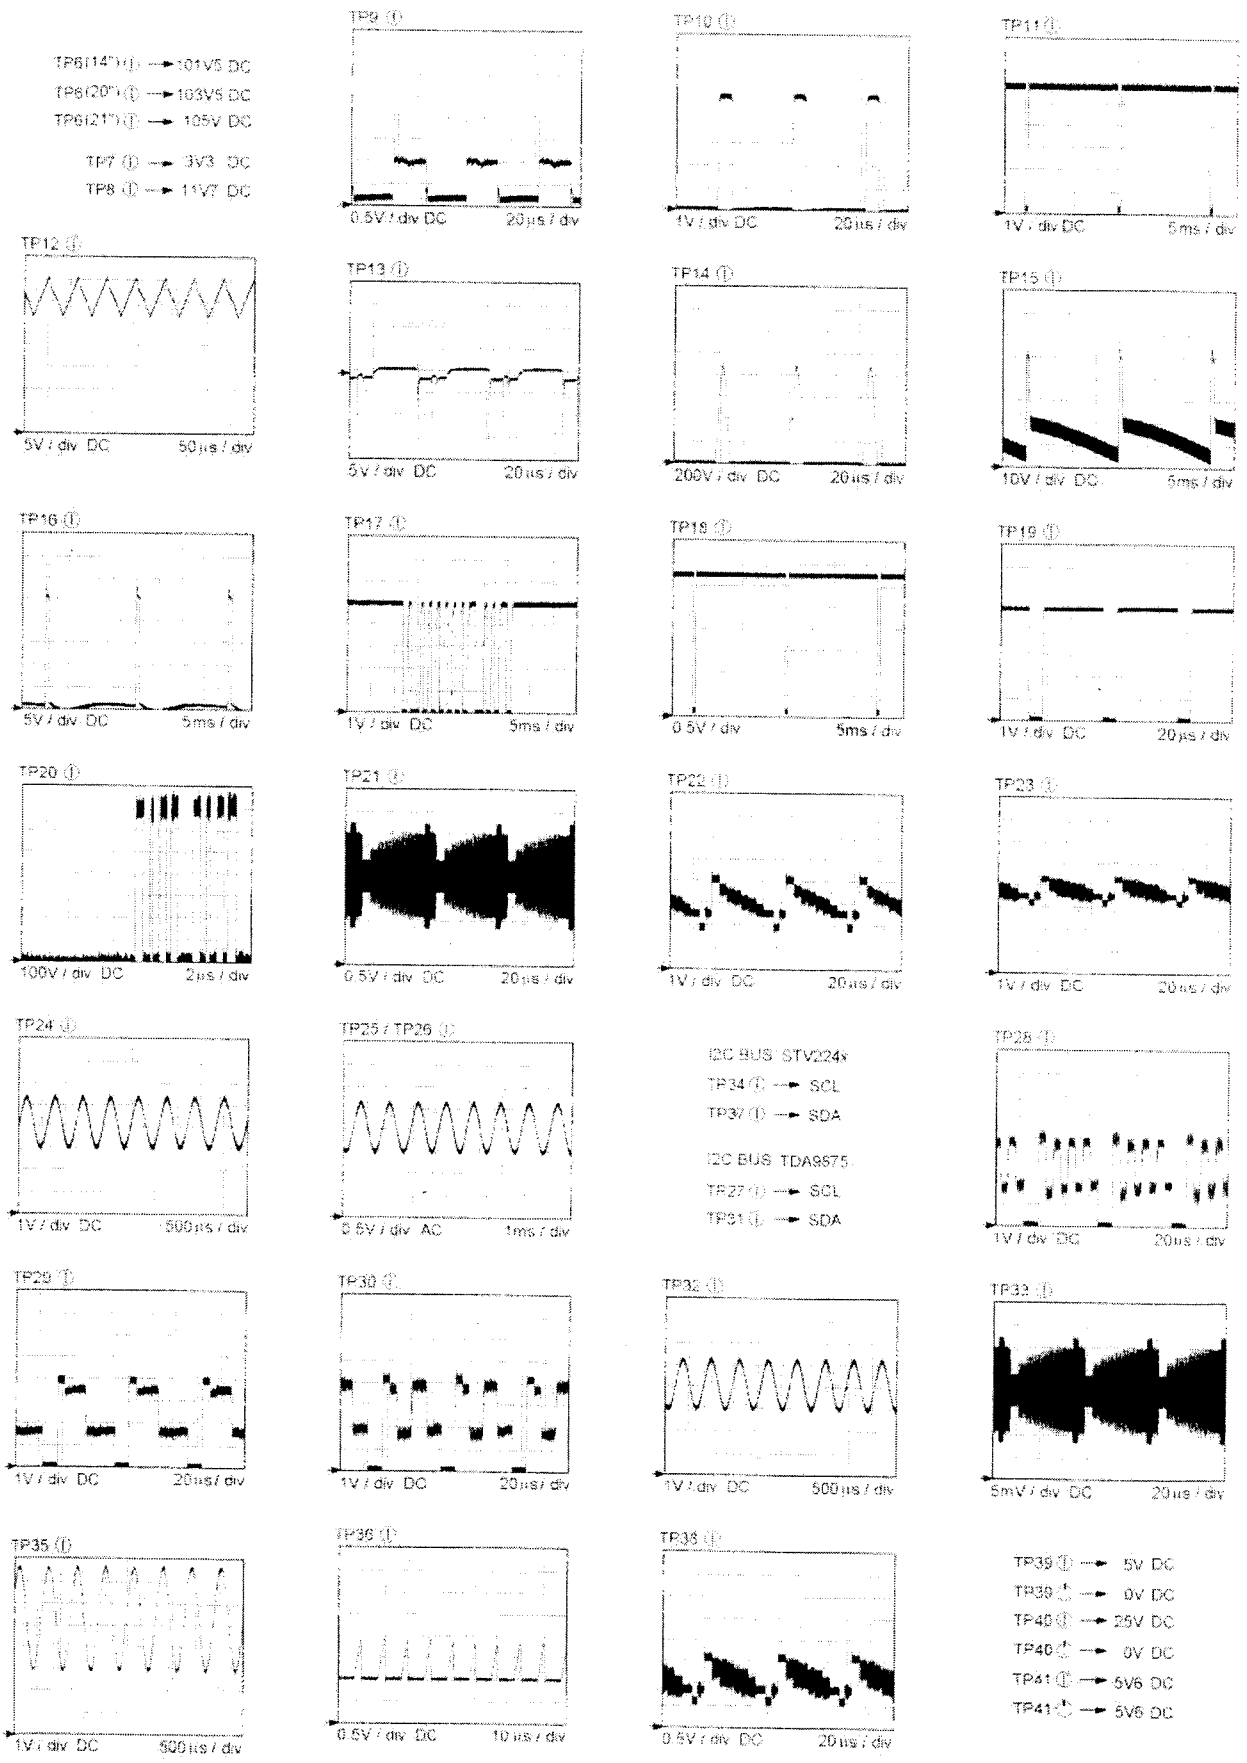 TP6(14") → 101V5 DC
TP6(20") → 103V5 DC
TP6(21") → 105V DC
TP7 → 3V3 DC
TP8 → 11V7 DC
TP9
0.5V / div DC 20µs / div
TP10
1V / div DC 20µs / div
TP11
1V / div DC 5ms / div
TP12
5V / div DC 50µs / div
TP13
5V / div DC 20µs / div
TP14
200V / div DC 20µs / div
TP15
10V / div DC 5ms / div
TP16
5V / div DC 5ms / div
TP17
1V / div DC 5ms / div
TP18
0.5V / div 5ms / div
TP19
1V / div DC 20µs / div
TP20
100V / div DC 2µs / div
TP21
0.5V / div DC 20µs / div
TP22
1V / div DC 20µs / div
TP23
1V / div DC 20µs / div
TP24
1V / div DC 500µs / div
TP25 / TP26
0.5V / div AC 1ms / div
I2C BUS STV224x
TP34 → SCL
TP37 → SDA
I2C BUS TDA9875
TP27 → SCL
TP31 → SDA
TP28
1V / div DC 20µs / div
TP29
1V / div DC 20µs / div
TP30
1V / div DC 20µs / div
TP32
1V / div DC 500µs / div
TP33
5mV / div DC 20µs / div
TP35
1V / div DC 500µs / div
TP36
0.5V / div DC 10µs / div
TP38
0.5V / div DC 20µs / div
TP39 → 5V DC
TP39 → 0V DC
TP40 → 25V DC
TP40 → 0V DC
TP41 → 5V6 DC
TP41 → 5V6 DC